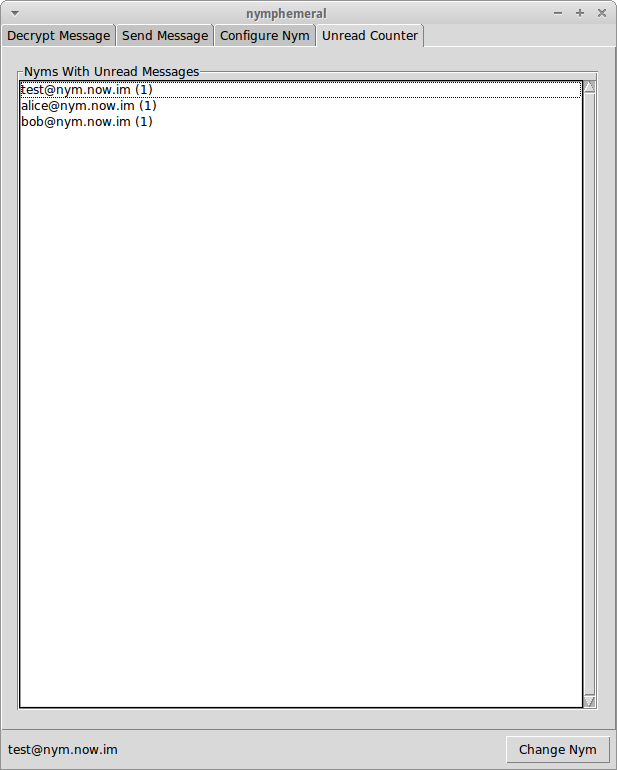 nymphemeral
Decrypt Message Send Message Configure Nym Unread Counter
Nyms With Unread Messages
test@nym.now.im (1)
alice@nym.now.im (1)
bob@nym.now.im (1)
test@nym.now.im Change Nym